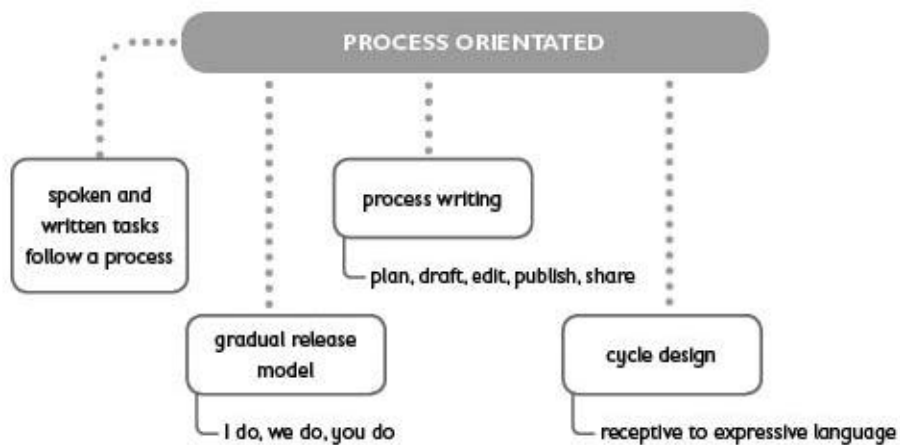 PROCESS ORIENTATED
spoken and
written tasks
follow a process
process writing
plan, draft, edit, publish, share
gradual release
model
I do, we do, you do
cycle design
receptive to expressive language